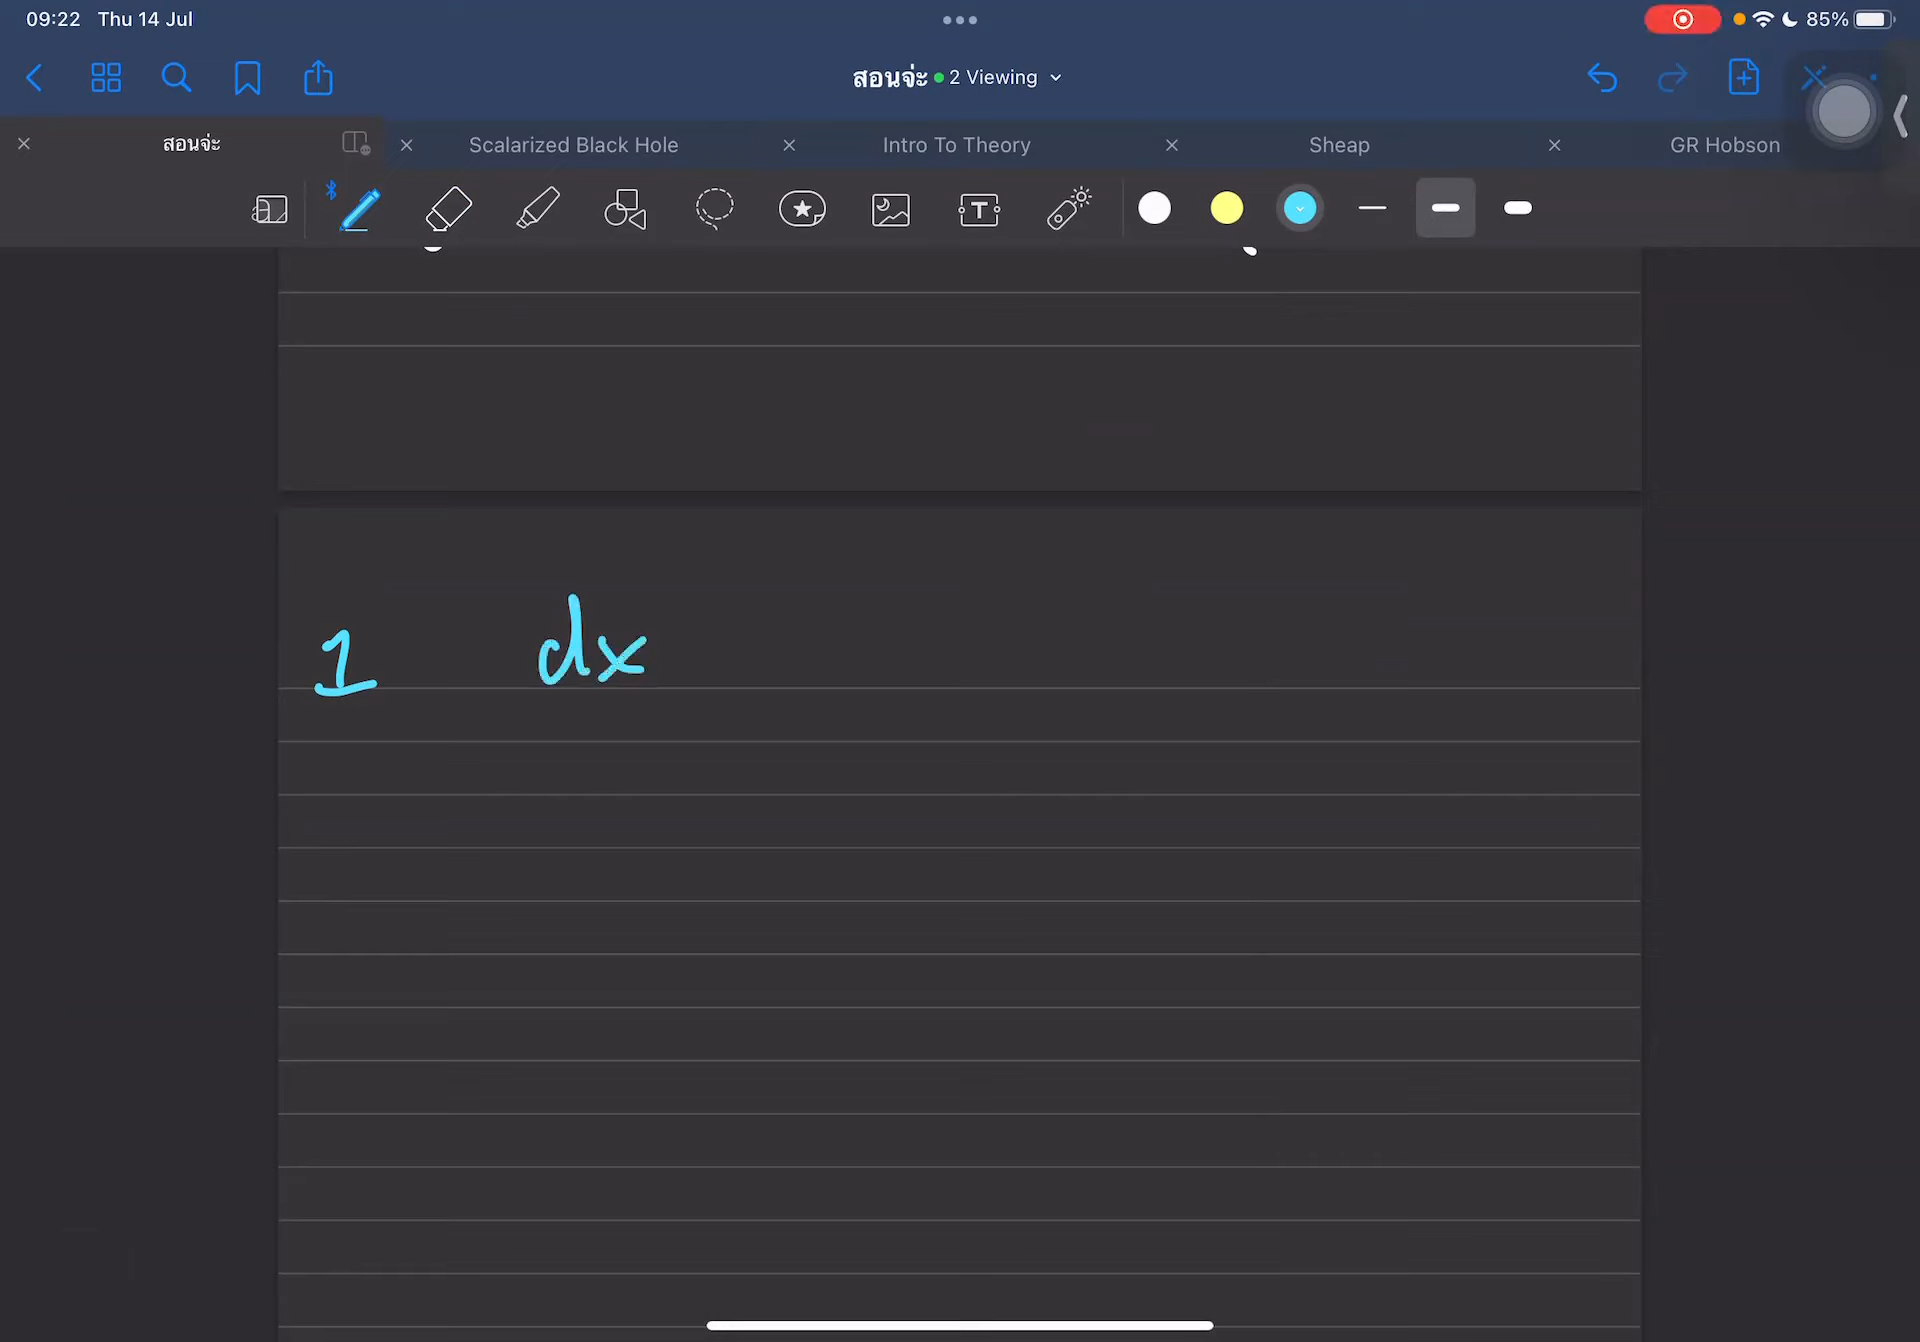 09:22 Thu 14 Jul 85%
สอนจ๋ะ 2 Viewing
สอนจ๋ะ Scalarized Black Hole Intro To Theory Sheap GR Hobson
T
1 dx